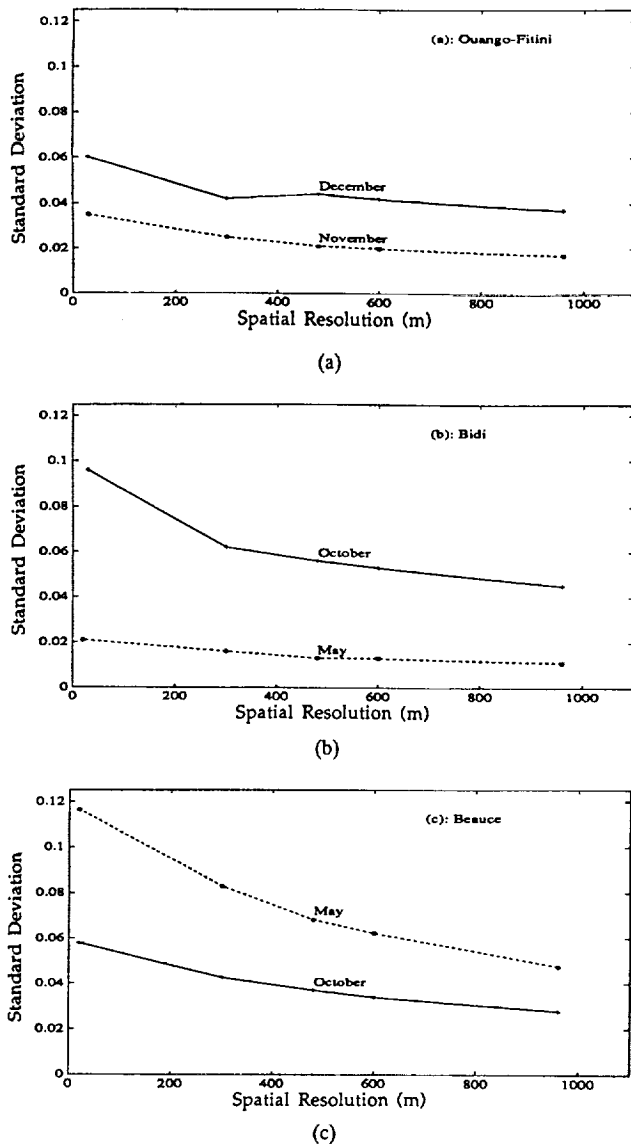 0.12
(a): Ouango-Fitini
0.1
0.08
Standard Deviation
0.06
December
0.04
November
0.02
0
0 200 400 600 800 1000
Spatial Resolution (m)
(a)
0.12
(b): Bidi
0.1
0.08
Standard Deviation
0.06
October
0.04
0.02
May
0
0 200 400 600 800 1000
Spatial Resolution (m)
(b)
0.12
(c): Beauce
0.1
0.08
Standard Deviation
May
0.06
October
0.04
0.02
0
0 200 400 600 800 1000
Spatial Resolution (m)
(c)